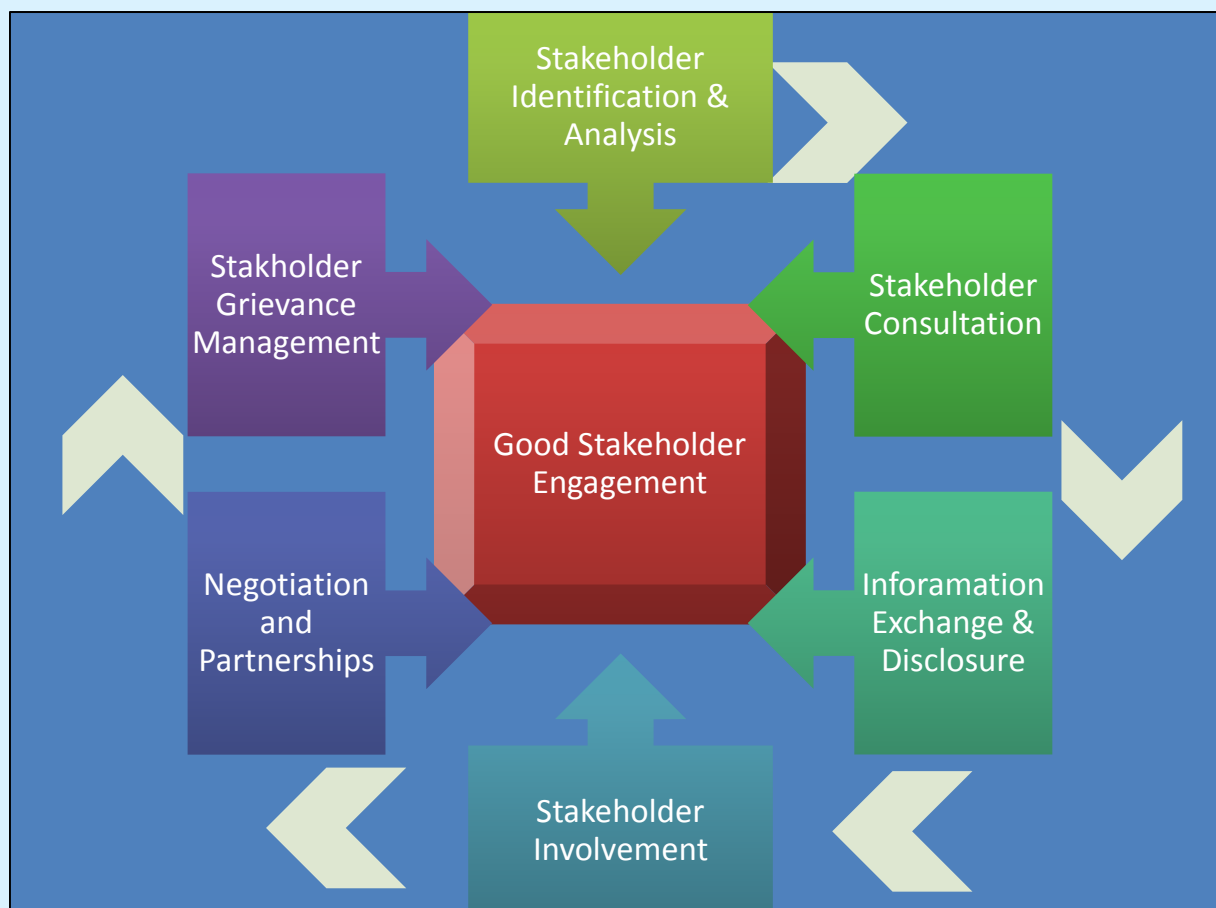 Stakeholder
Identification &
Analysis
Stakholder
Grievance
Management
Stakeholder
Consultation
Good Stakeholder
Engagement
Negotiation
and
Partnerships
Inforamation
Exchange &
Disclosure
Stakeholder
Involvement